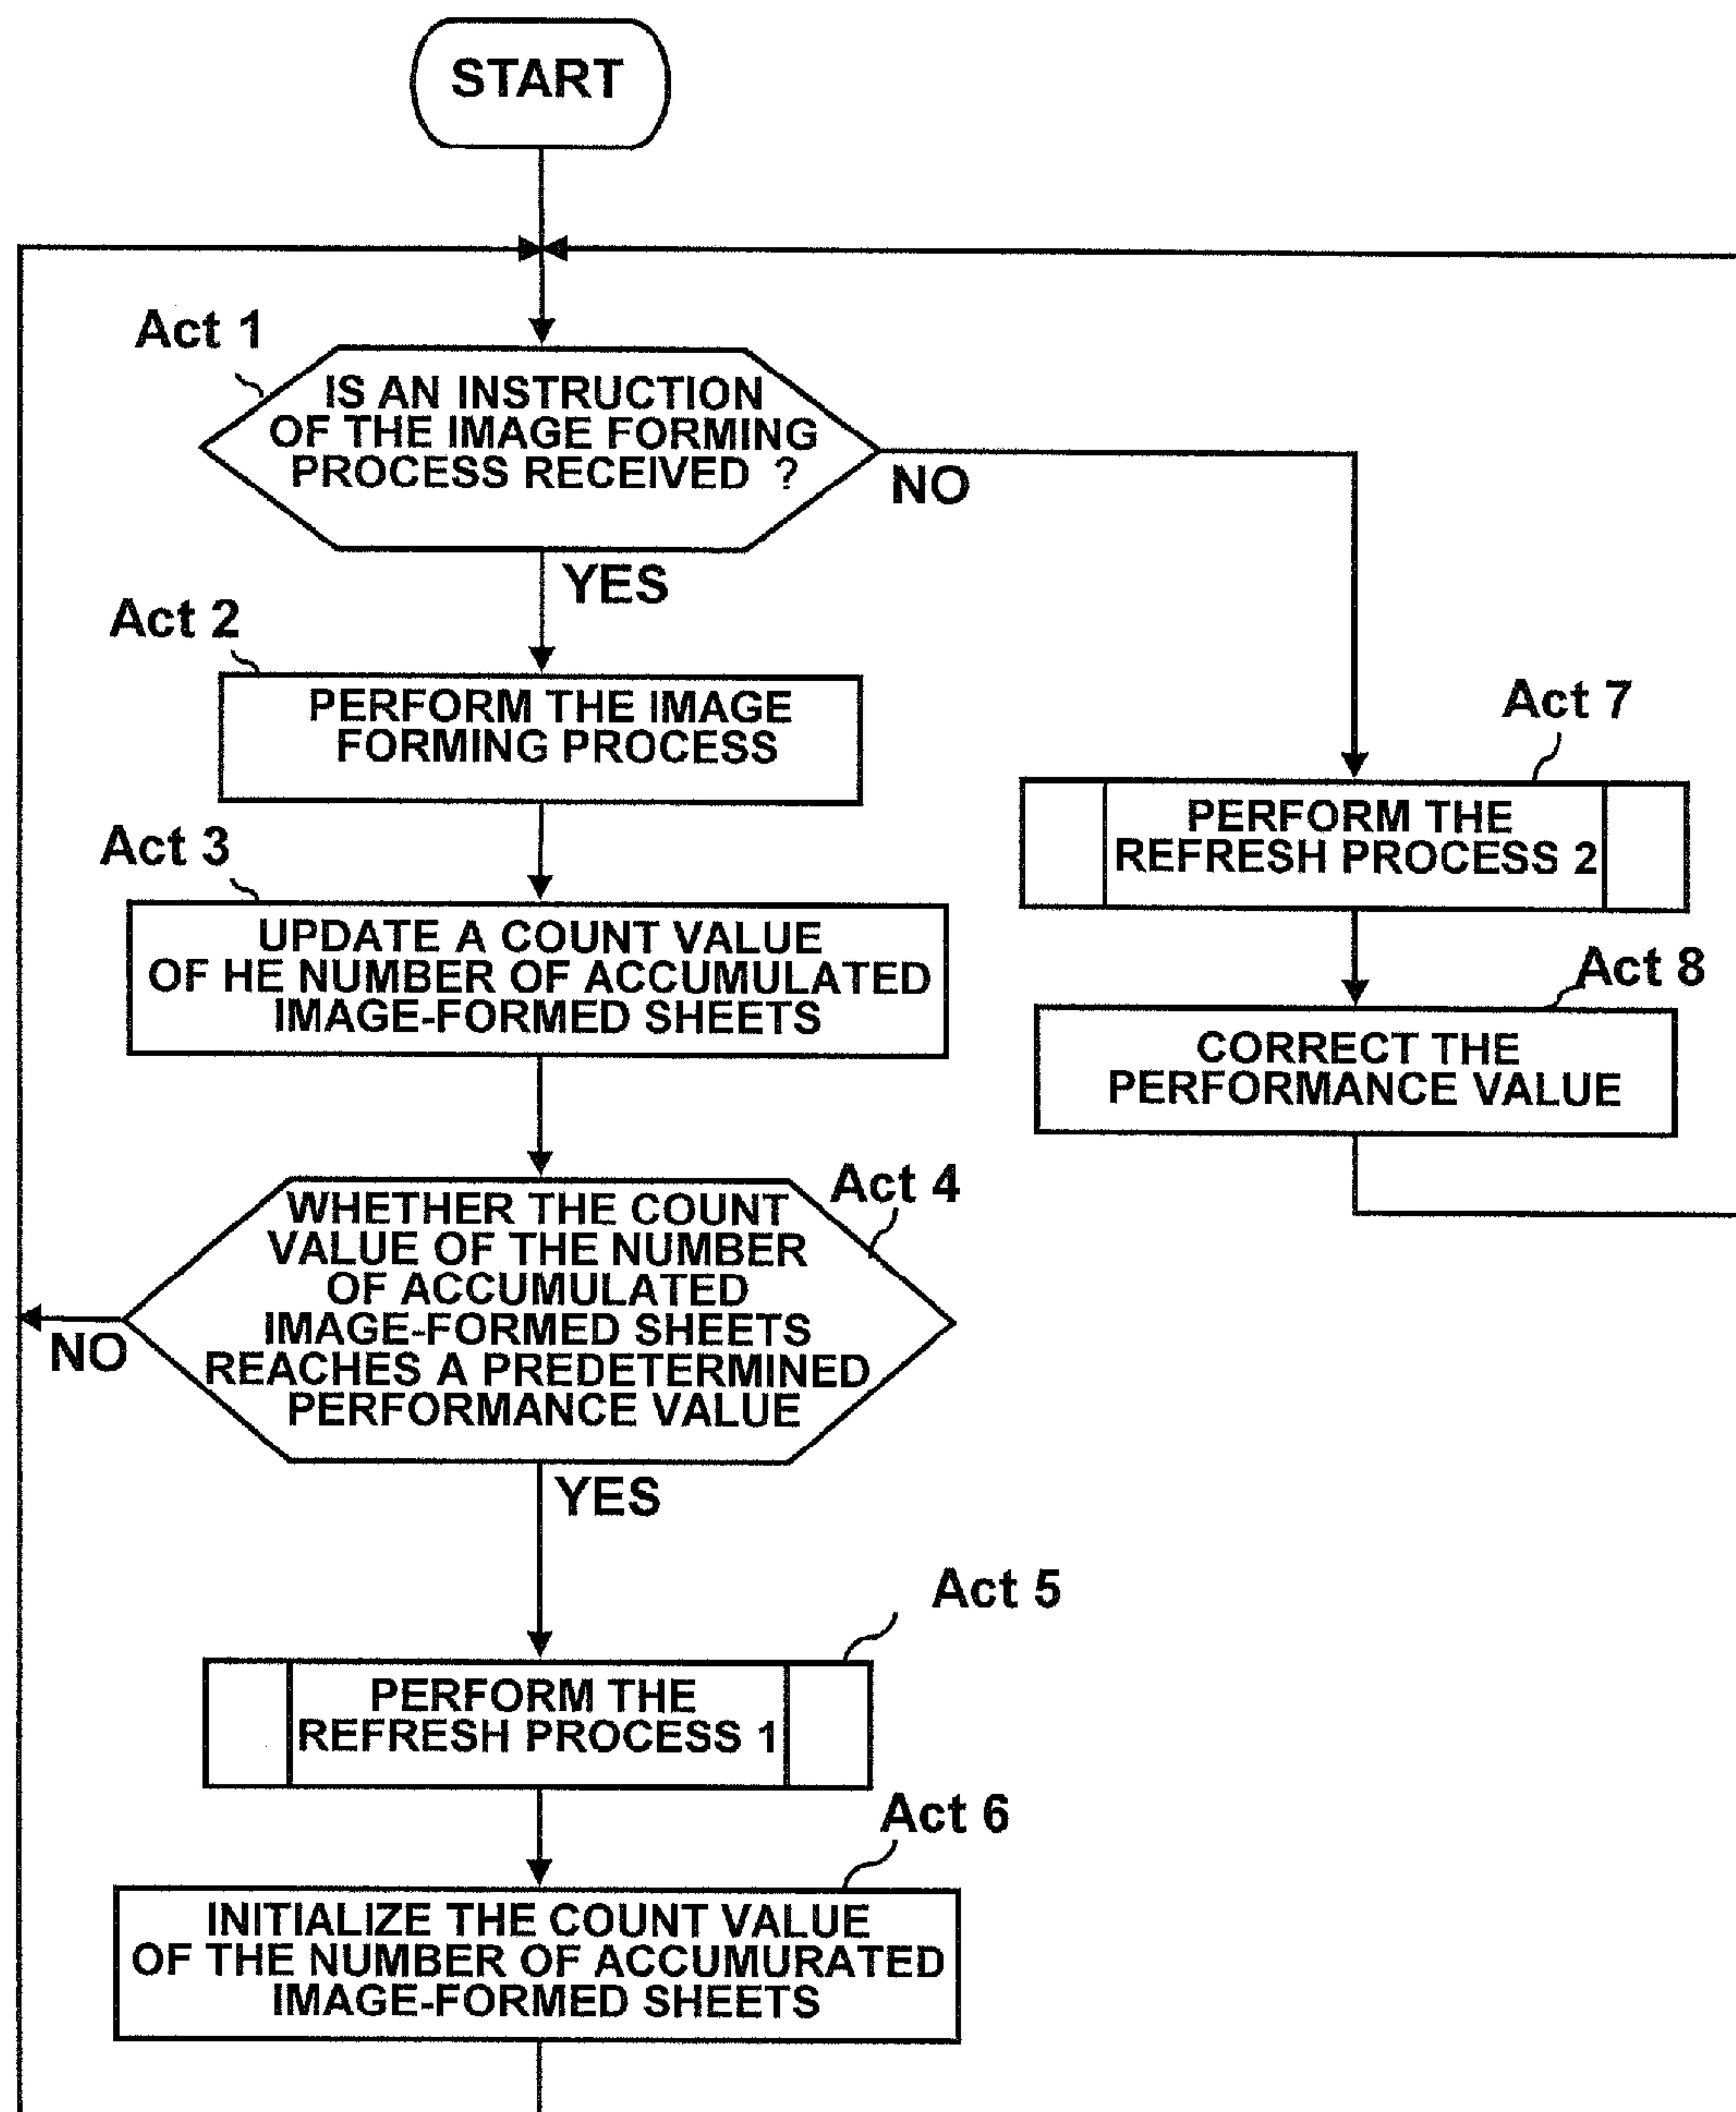 START
Act 1
IS AN INSTRUCTION
OF THE IMAGE FORMING
PROCESS RECEIVED ?
NO
YES
Act 2
PERFORM THE IMAGE
FORMING PROCESS
Act 3
UPDATE A COUNT VALUE
OF HE NUMBER OF ACCUMULATED
IMAGE-FORMED SHEETS
Act 4
WHETHER THE COUNT
VALUE OF THE NUMBER
OF ACCUMULATED
IMAGE-FORMED SHEETS
REACHES A PREDETERMINED
PERFORMANCE VALUE
NO
YES
Act 5
PERFORM THE
REFRESH PROCESS 1
Act 6
INITIALIZE THE COUNT VALUE
OF THE NUMBER OF ACCUMURATED
IMAGE-FORMED SHEETS
Act 7
PERFORM THE
REFRESH PROCESS 2
Act 8
CORRECT THE
PERFORMANCE VALUE